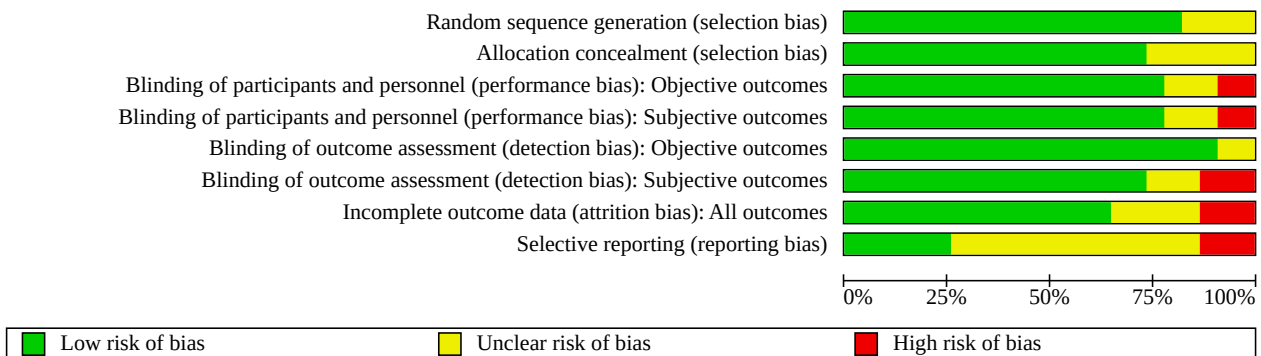 Random sequence generation (selection bias)
Allocation concealment (selection bias)
Blinding of participants and personnel (performance bias): Objective outcomes
Blinding of participants and personnel (performance bias): Subjective outcomes
Blinding of outcome assessment (detection bias): Objective outcomes
Blinding of outcome assessment (detection bias): Subjective outcomes
Incomplete outcome data (attrition bias): All outcomes
Selective reporting (reporting bias)
0% 25% 50% 75% 100%
Low risk of bias Unclear risk of bias High risk of bias